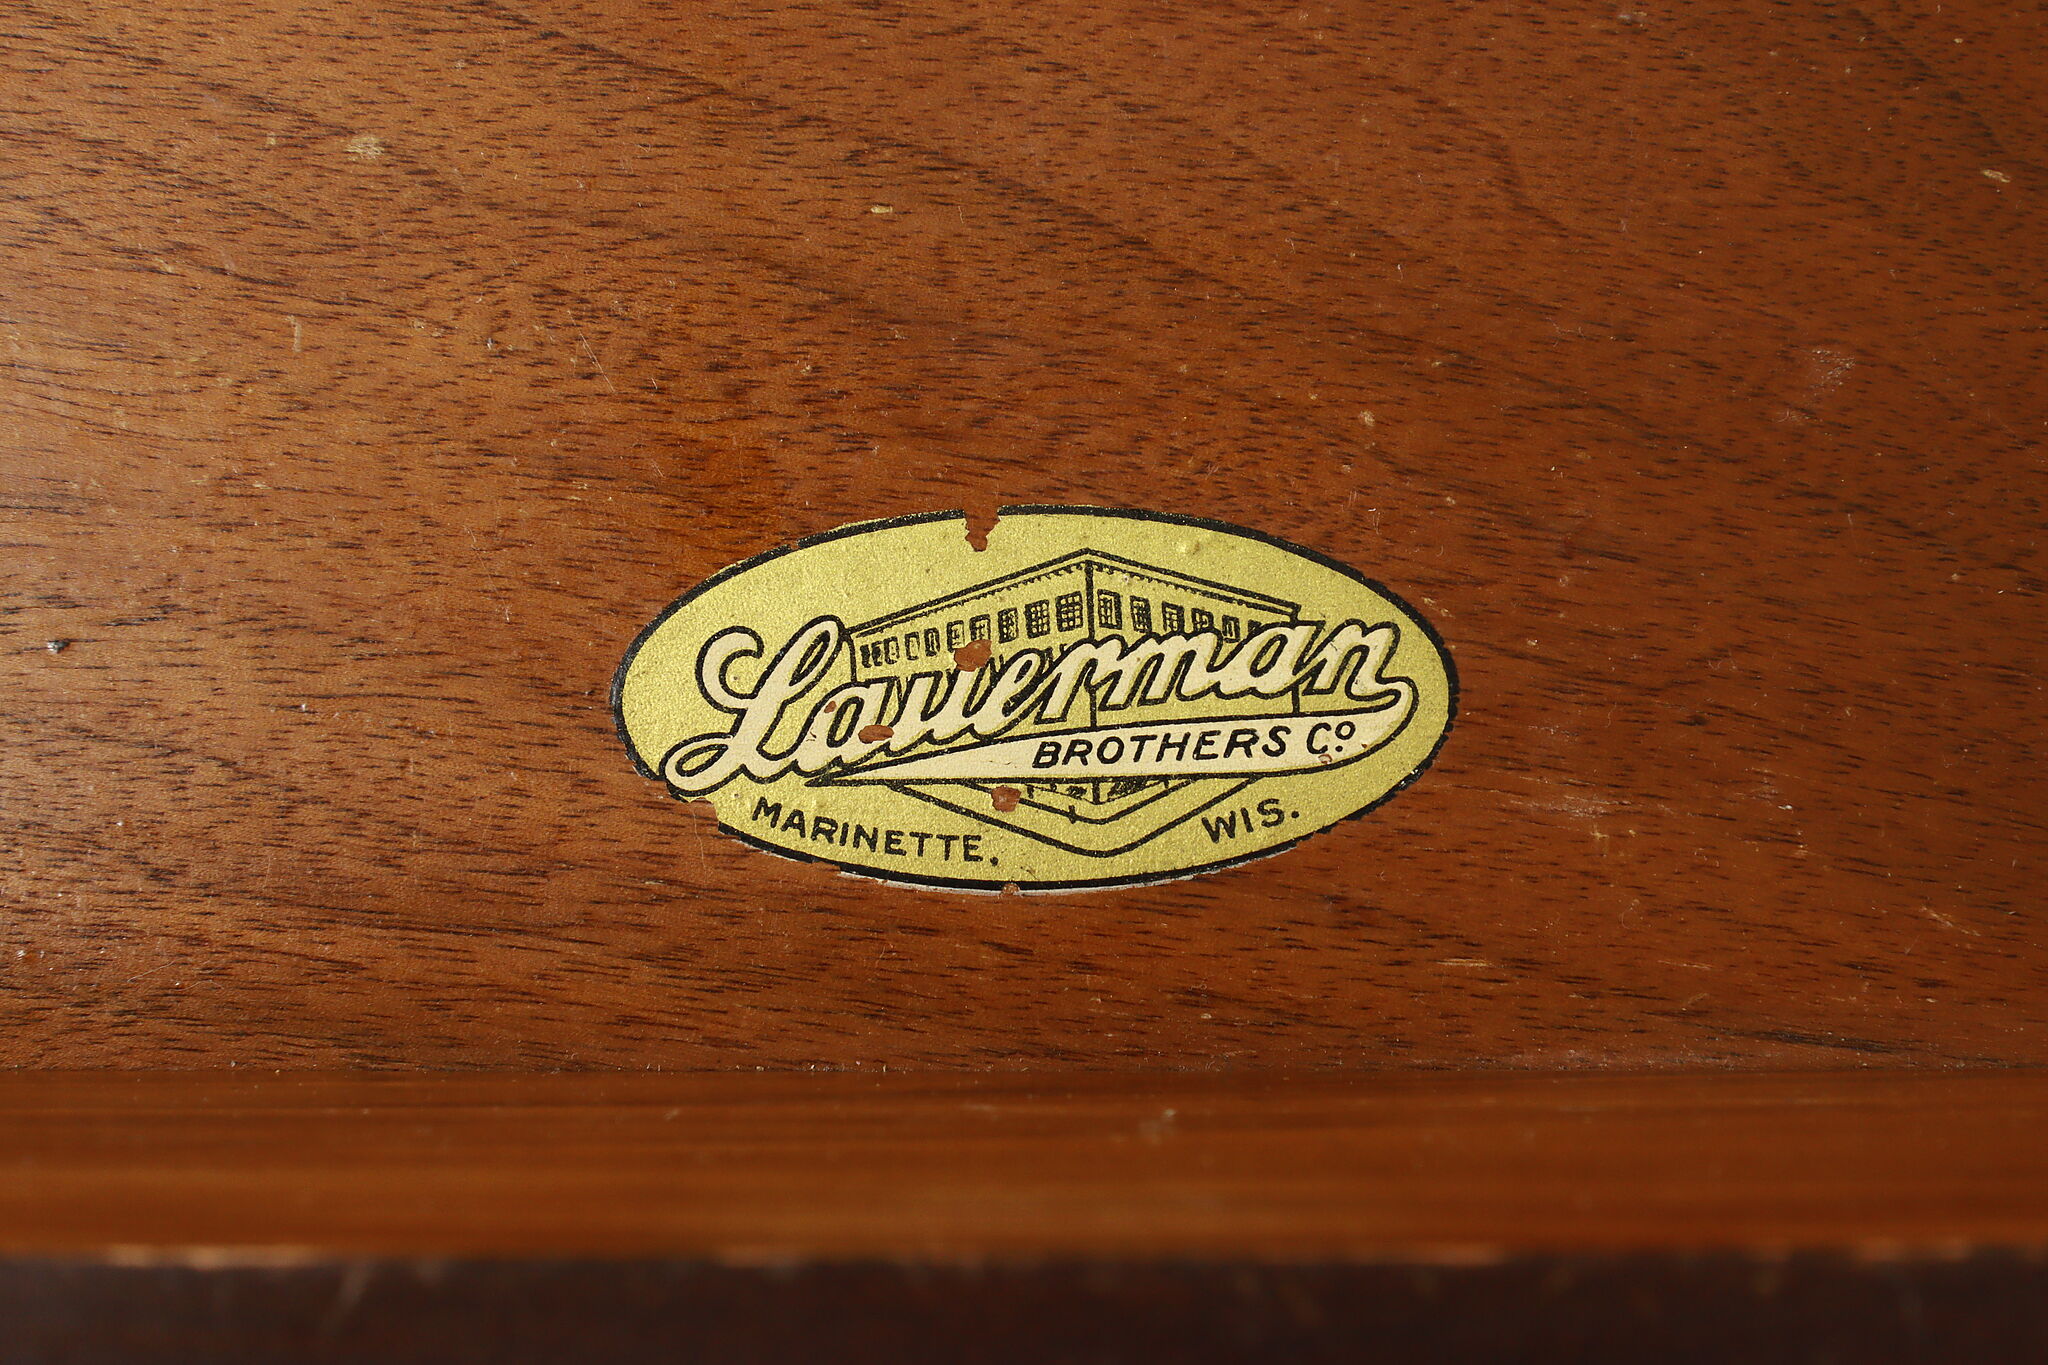 Lauerman
BROTHERS Cº
MARINETTE. WIS.